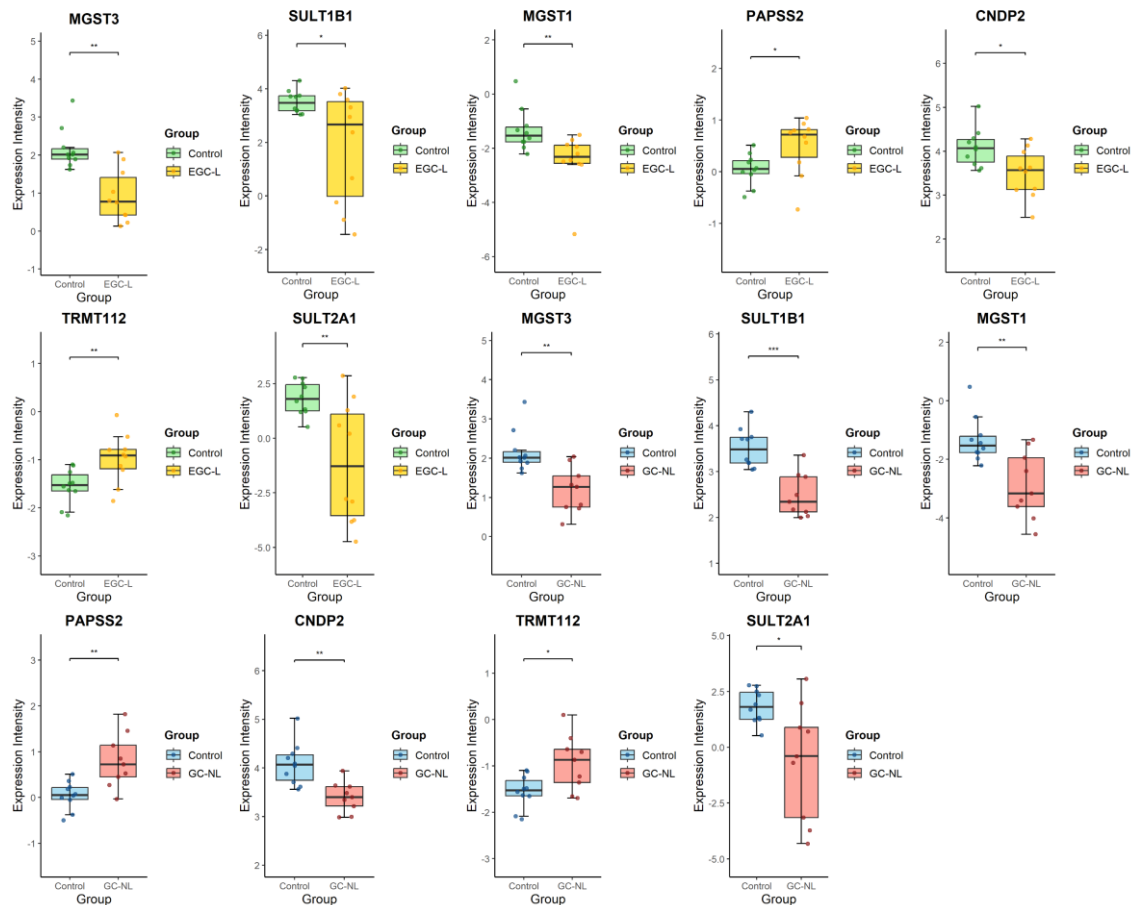 MGST3
**
5
4
3
2
1
0
-1
Expression Intensity
Control
EGC-L
Group
Group
Control
EGC-L
SULT1B1
*
6
4
2
0
-2
Expression Intensity
Control
EGC-L
Group
Group
Control
EGC-L
MGST1
**
2
0
-2
-4
-6
Expression Intensity
Control
EGC-L
Group
Group
Control
EGC-L
PAPSS2
*
2
1
0
-1
Expression Intensity
Control
EGC-L
Group
Group
Control
EGC-L
CNDP2
*
6
5
4
3
2
Expression Intensity
Control
EGC-L
Group
Group
Control
EGC-L
TRMT112
**
1
0
-1
-2
-3
Expression Intensity
Control
EGC-L
Group
Group
Control
EGC-L
SULT2A1
**
2.5
0.0
-2.5
-5.0
Expression Intensity
Control
EGC-L
Group
Group
Control
EGC-L
MGST3
**
5
4
3
2
1
0
Expression Intensity
Control
GC-NL
Group
Group
Control
GC-NL
SULT1B1
***
6
5
4
3
2
1
Expression Intensity
Control
GC-NL
Group
Group
Control
GC-NL
MGST1
**
2
0
-2
-4
Expression Intensity
Control
GC-NL
Group
Group
Control
GC-NL
PAPSS2
**
3
2
1
0
-1
Expression Intensity
Control
GC-NL
Group
Group
Control
GC-NL
CNDP2
**
6
5
4
3
2
Expression Intensity
Control
GC-NL
Group
Group
Control
GC-NL
TRMT112
*
1
0
-1
-2
-3
Expression Intensity
Control
GC-NL
Group
Group
Control
GC-NL
SULT2A1
*
5.0
2.5
0.0
-2.5
-5.0
Expression Intensity
Control
GC-NL
Group
Group
Control
GC-NL